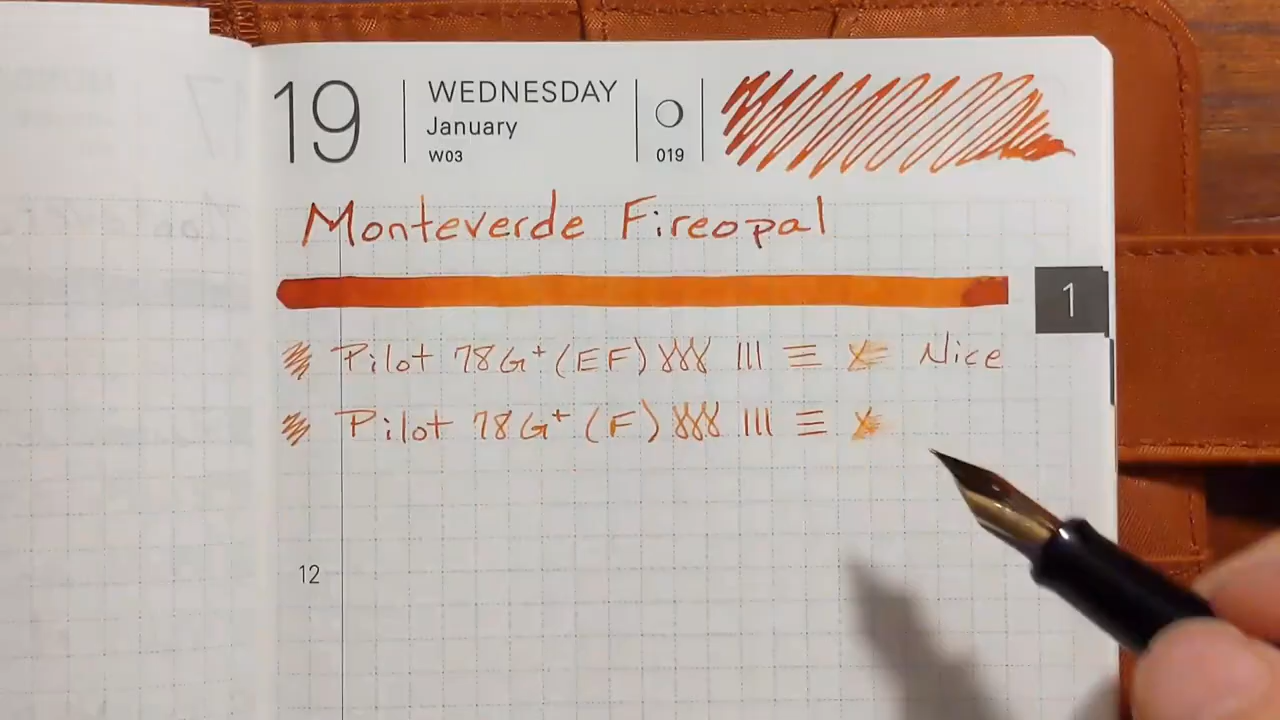 19 WEDNESDAY
January
W03 019
Monteverde Fireopal
1
Pilot 78G+ (EF) Nice
Pilot 78G+ (F)
12